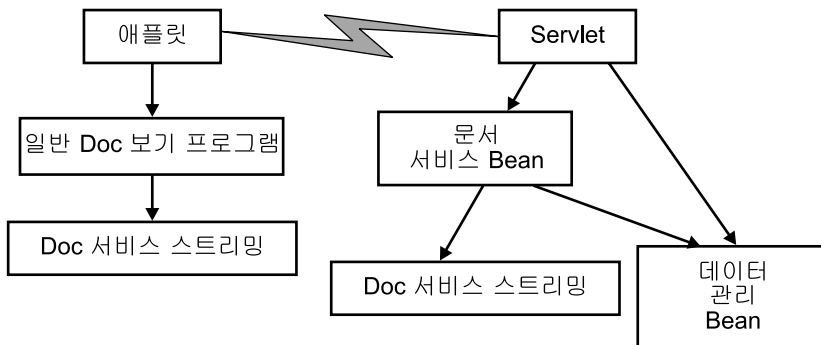 애플릿
Servlet
일반 Doc 보기 프로그램
문서
서비스 Bean
Doc 서비스 스트리밍
Doc 서비스 스트리밍
데이터
관리
Bean